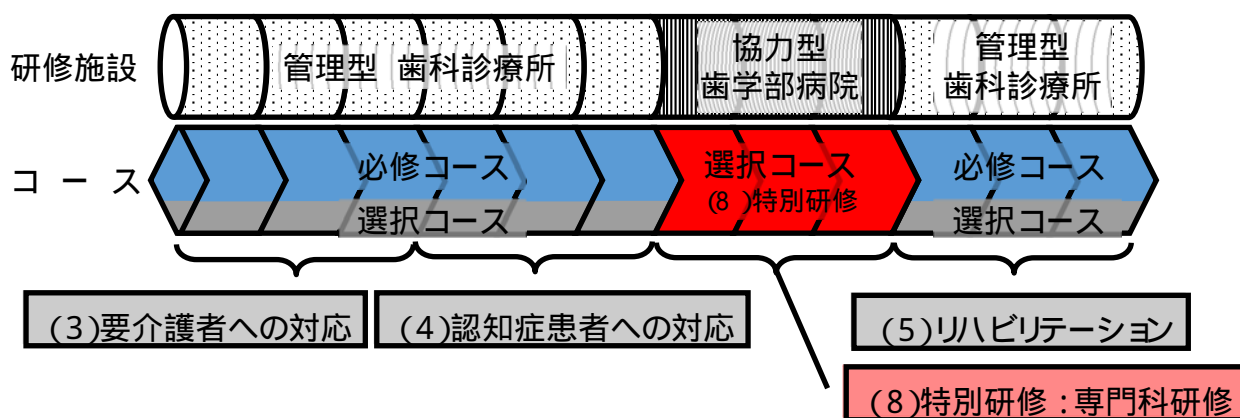 研修施設
管理型 歯科診療所
協力型
歯学部病院
管理型
歯科診療所
コース
必修コース
選択コース
選択コース
(8)特別研修
必修コース
選択コース
(3)要介護者への対応
(4)認知症患者への対応
(5)リハビリテーション
(8)特別研修：専門科研修